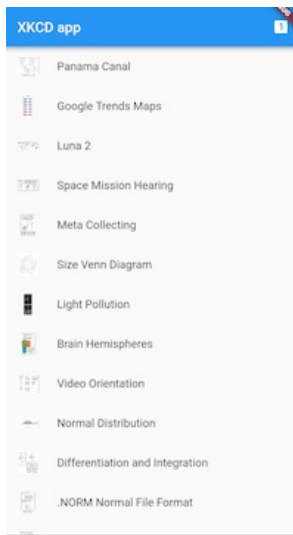 XKCD app
1
Panama Canal
Google Trends Maps
Luna 2
Space Mission Hearing
Meta Collecting
Size Venn Diagram
Light Pollution
Brain Hemispheres
Video Orientation
Normal Distribution
Differentiation and Integration
.NORM Normal File Format